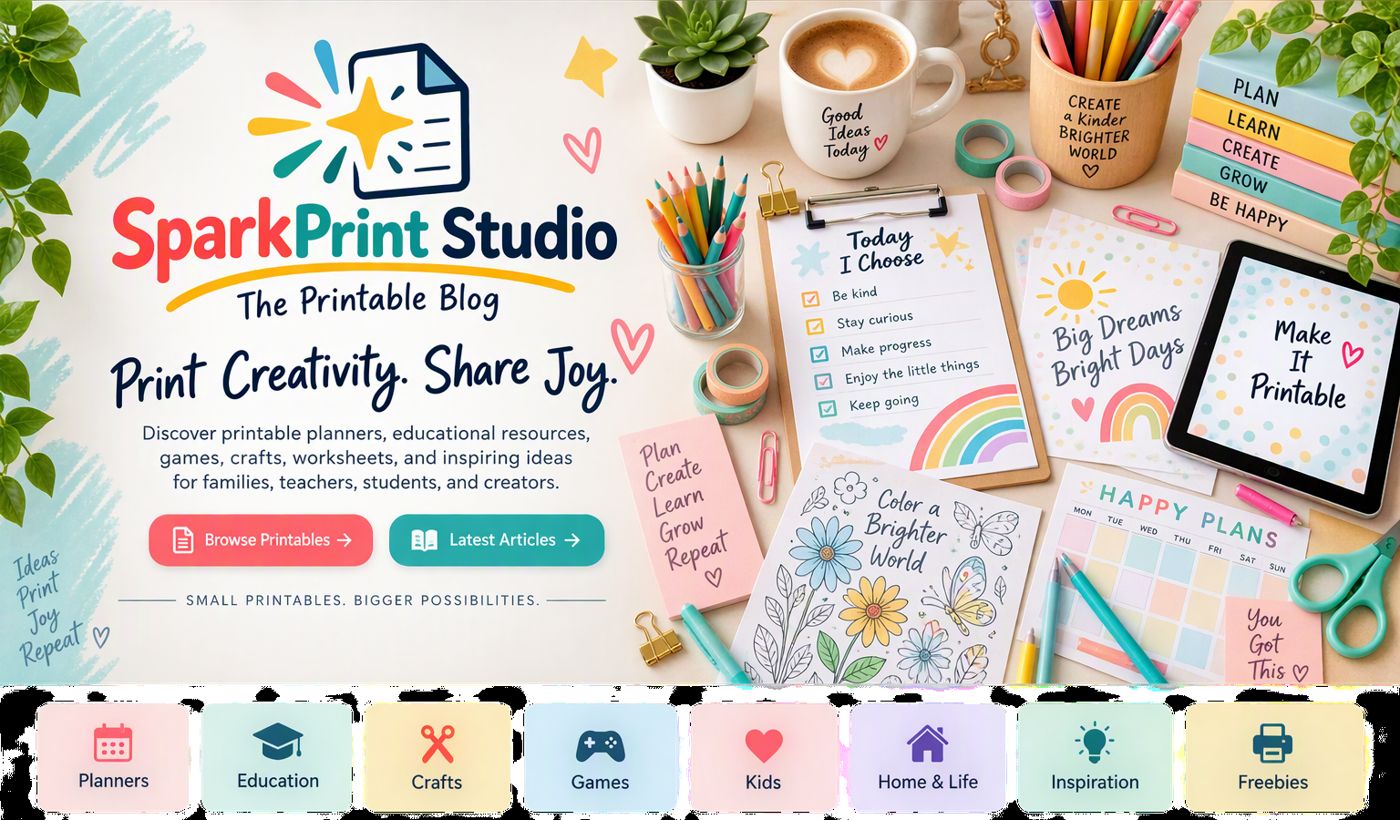 SparkPrint Studio
The Printable Blog
Print Creativity. Share Joy.
Discover printable planners, educational resources,
games, crafts, worksheets, and inspiring ideas
for families, teachers, students, and creators.
Browse Printables →
Latest Articles →
SMALL PRINTABLES. BIGGER POSSIBILITIES.
Ideas
Print
Joy
Repeat
Good
Ideas
Today
CREATE
a Kinder
BRIGHTER
WORLD
PLAN
LEARN
CREATE
GROW
BE HAPPY
Today
I Choose
Be kind
Stay curious
Make progress
Enjoy the little things
Keep going
Big Dreams
Bright Days
Make
It
Printable
Plan
Create
Learn
Grow
Repeat
Color a
Brighter
World
HAPPY PLANS
MON TUE WED THU FRI SAT SUN
You
Got
This
Planners
Education
Crafts
Games
Kids
Home & Life
Inspiration
Freebies